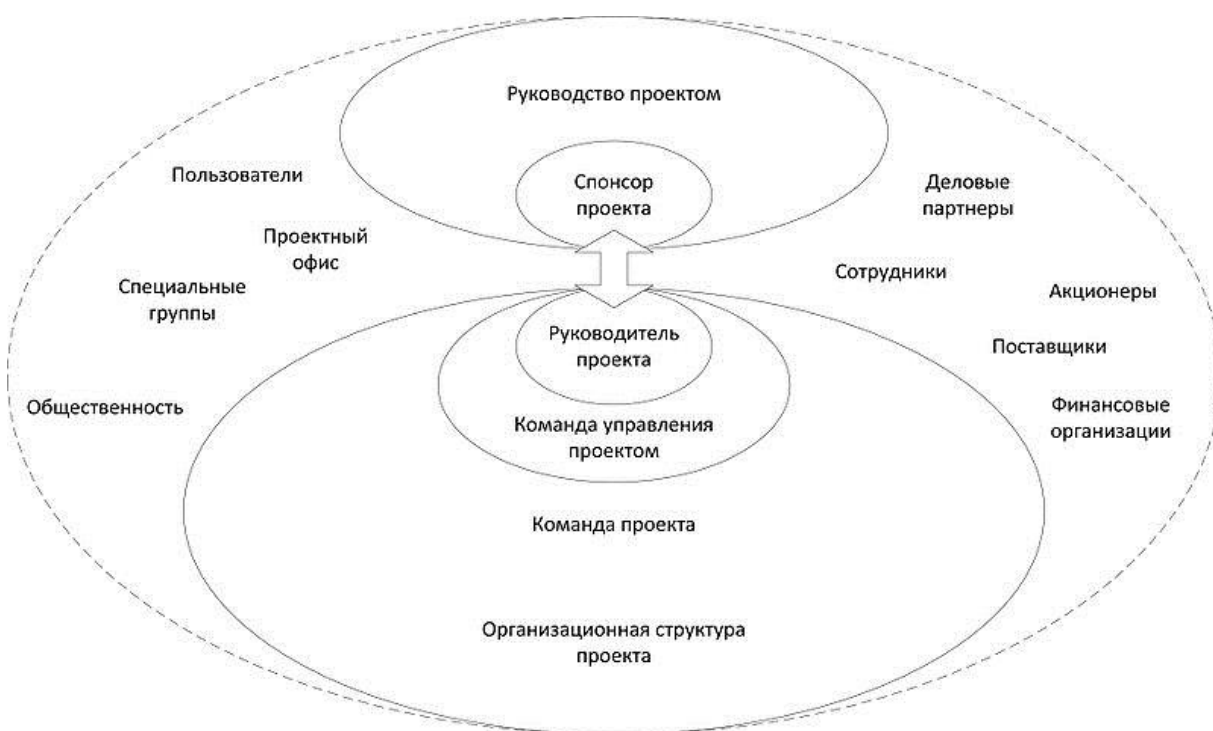 Руководство проектом
Спонсор
проекта
Пользователи
Проектный
офис
Специальные
группы
Общественность
Деловые
партнеры
Сотрудники
Акционеры
Поставщики
Финансовые
организации
Руководитель
проекта
Команда управления
проектом
Команда проекта
Организационная структура
проекта